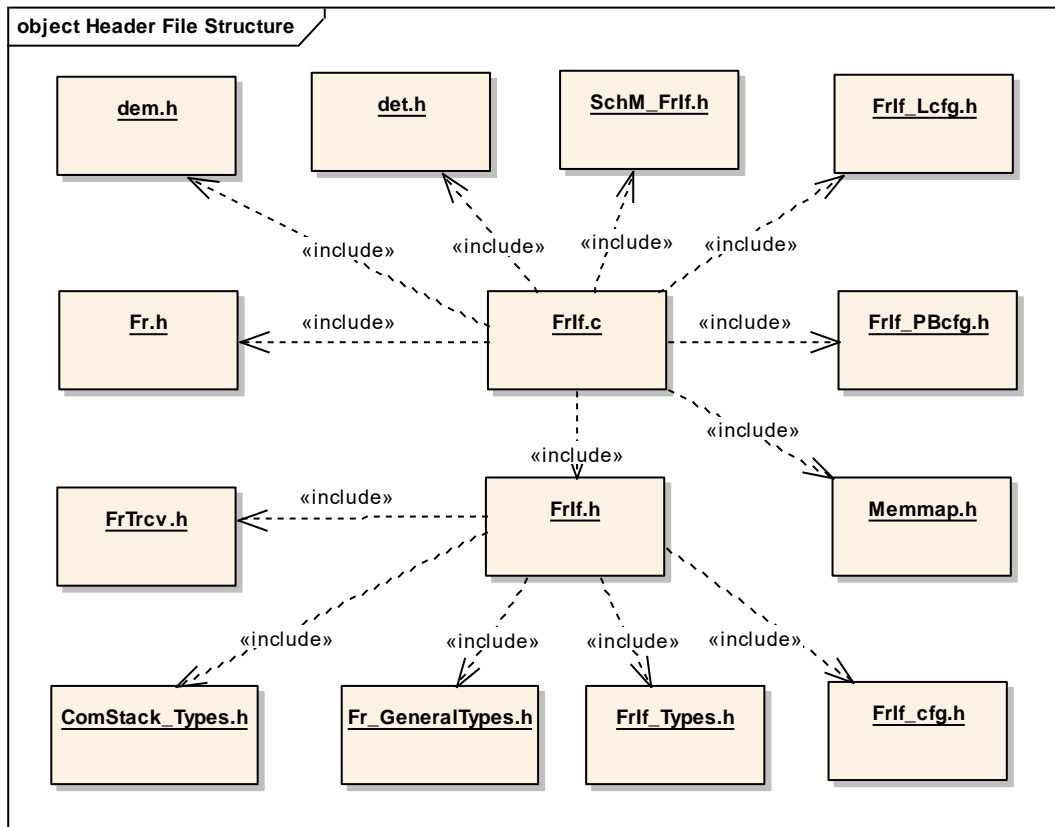 object Header File Structure
dem.h
det.h
SchM_FrIf.h
FrIf_Lcfg.h
«include»
«include»
«include»
«include»
Fr.h
«include»
FrIf.c
«include»
FrIf_PBcfg.h
«include»
«include»
FrTrcv.h
«include»
FrIf.h
Memmap.h
«include»
«include»
«include»
«include»
ComStack_Types.h
Fr_GeneralTypes.h
FrIf_Types.h
FrIf_cfg.h